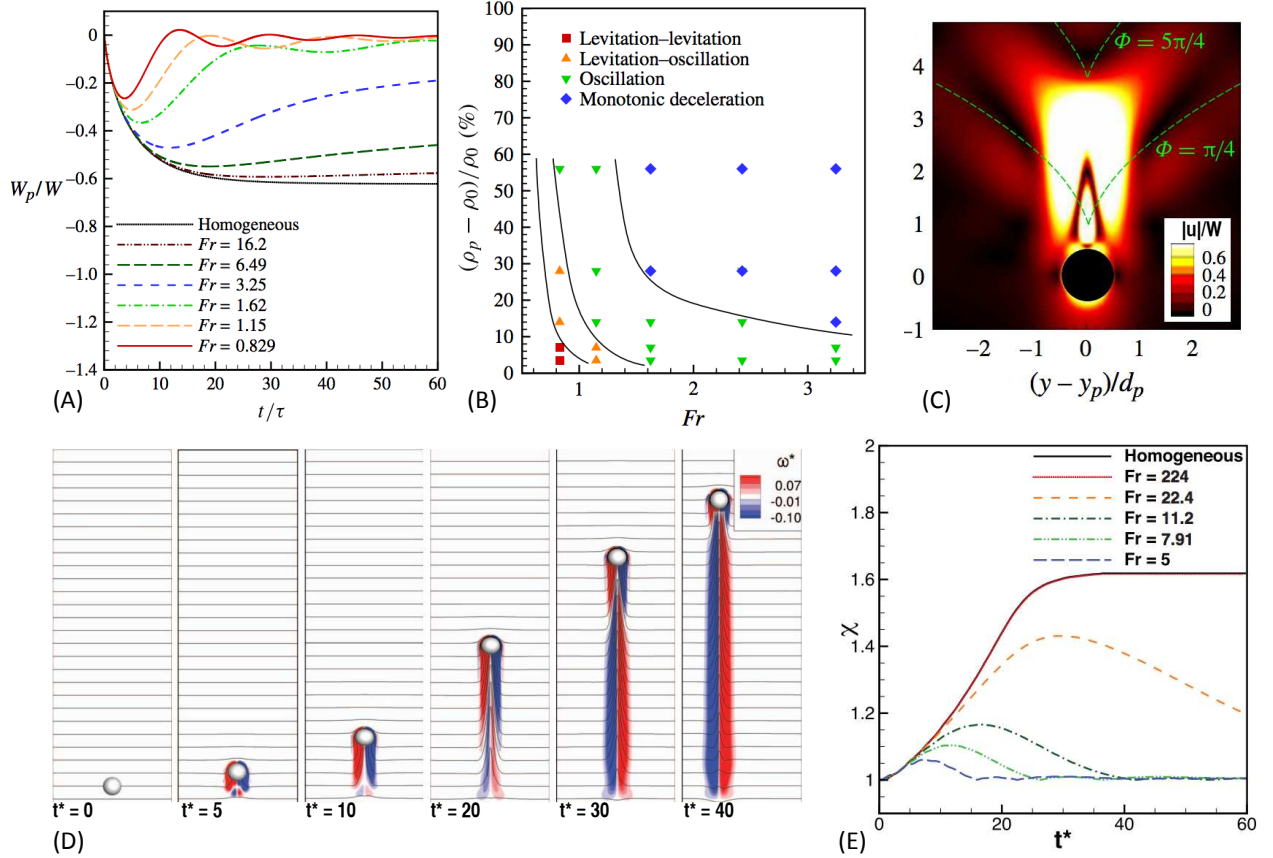 0
−0.2
−0.4
W_p/W −0.6
−0.8
−1.0
−1.2
−1.4
0 10 20 30 40 50 60
t/τ
Homogeneous
Fr = 16.2
Fr = 6.49
Fr = 3.25
Fr = 1.62
Fr = 1.15
Fr = 0.829
(A)
100
90
80
70
60
50
40
30
20
10
0
(ρ_p − ρ_0)/ρ_0 (%)
Levitation–levitation
Levitation–oscillation
Oscillation
Monotonic deceleration
1 2 3
Fr
(B)
4
3
2
1
0
−1
Φ = 5π/4
Φ = π/4
|u|/W
0.6
0.4
0.2
0
−2 −1 0 1 2
(y − y_p)/d_p
(C)
ω*
0.07
-0.01
-0.10
t* = 0
t* = 5
t* = 10
t* = 20
t* = 30
t* = 40
(D)
2
1.8
1.6
1.4
1.2
1
χ
Homogeneous
Fr = 224
Fr = 22.4
Fr = 11.2
Fr = 7.91
Fr = 5
0 20 40 60
t*
(E)